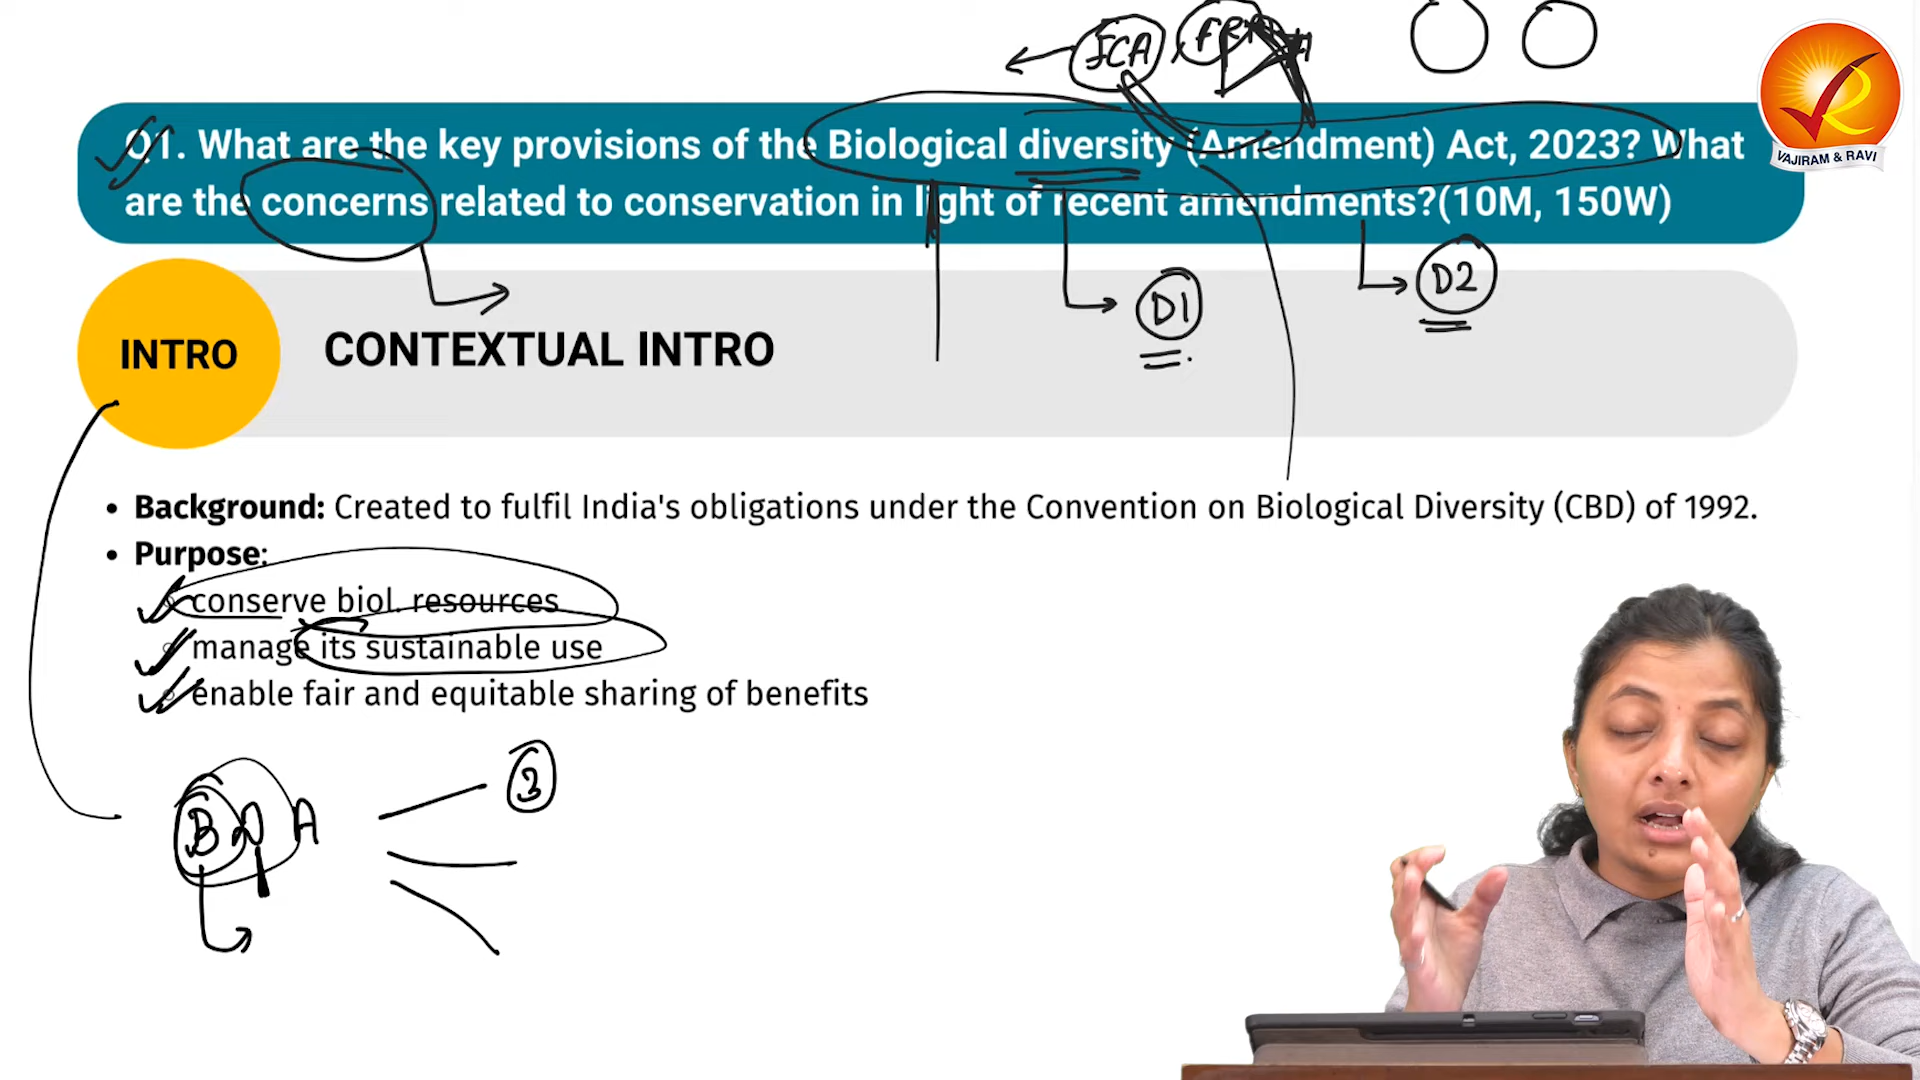 FCA, FRA
VAJIRAM & RAVI
Q1. What are the key provisions of the Biological diversity (Amendment) Act, 2023? What
are the concerns related to conservation in light of recent amendments?(10M, 150W)
D1
D2
INTRO
CONTEXTUAL INTRO
• Background: Created to fulfil India's obligations under the Convention on Biological Diversity (CBD) of 1992.
• Purpose:
conserve biol. resources
manage its sustainable use
enable fair and equitable sharing of benefits
3
BDA